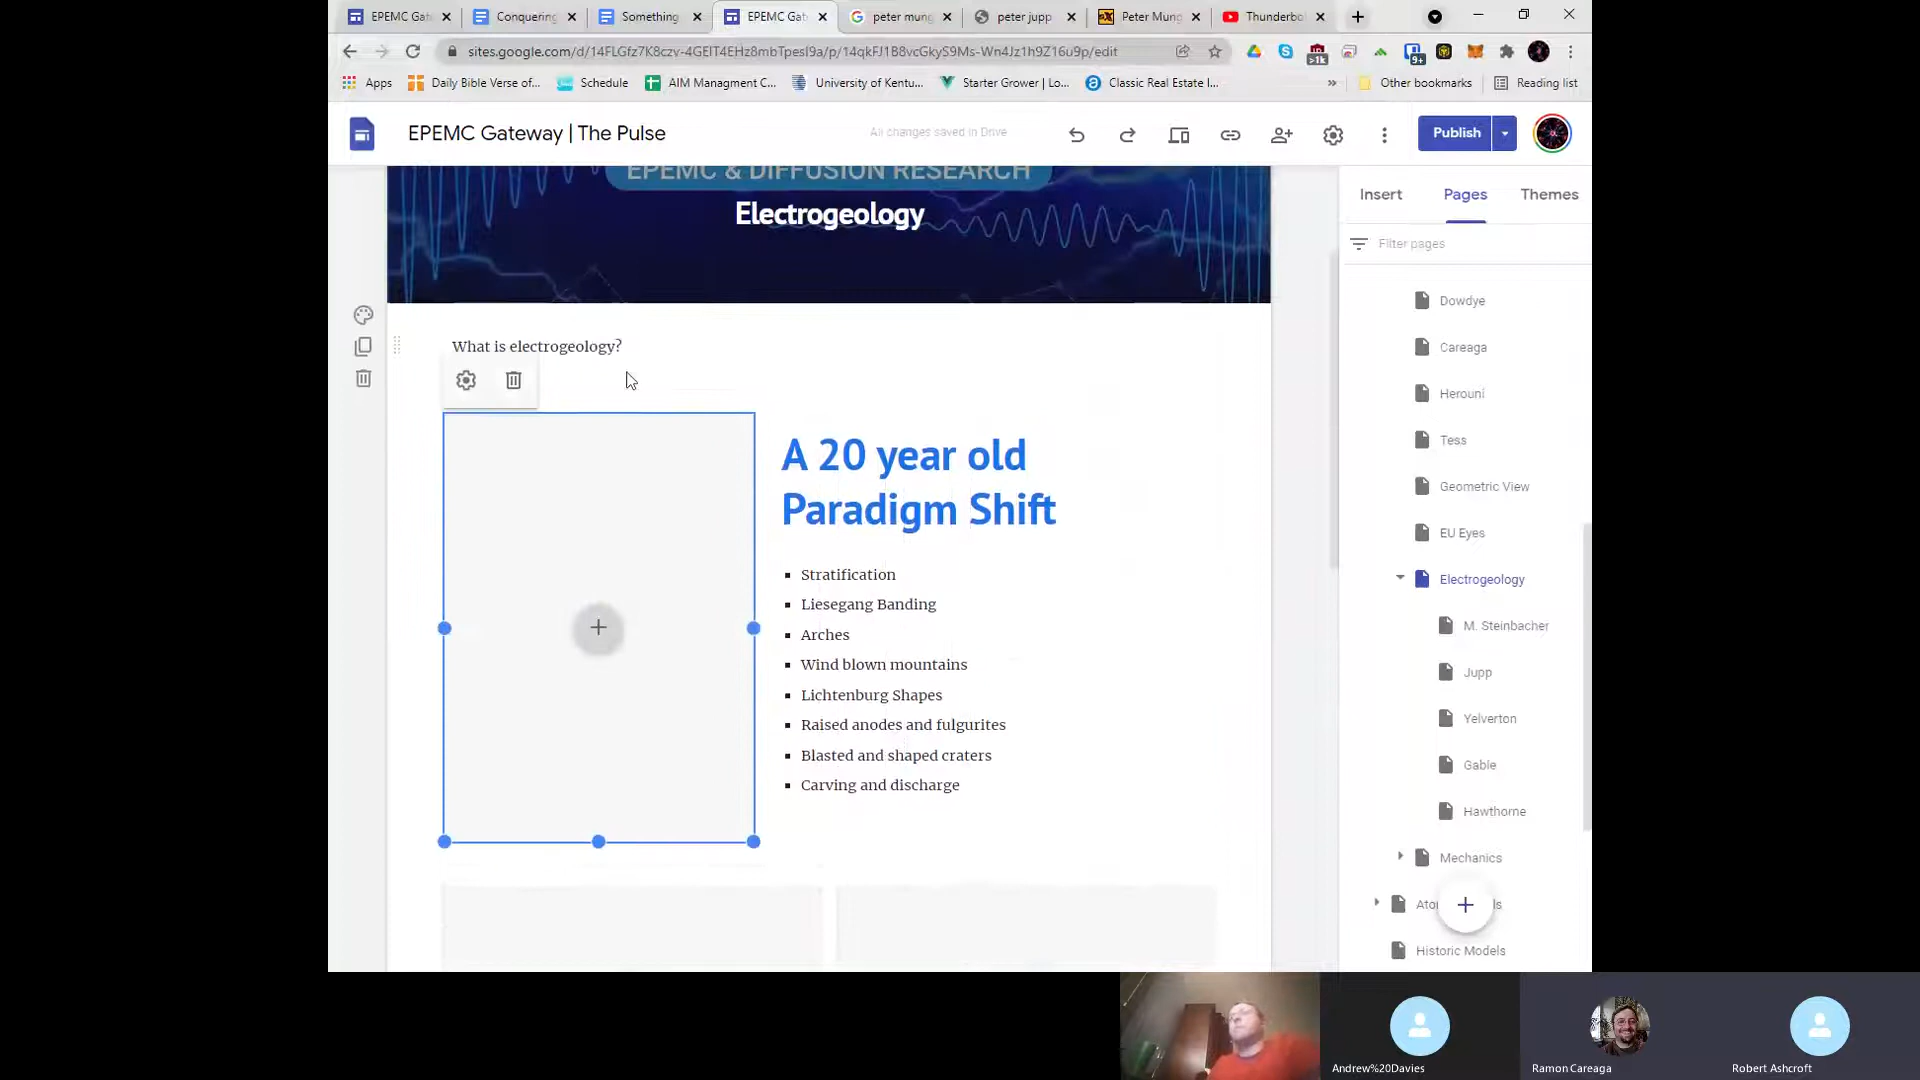 EPEMC Gat
Conquering
Something
EPEMC Gat
peter mung
peter jupp
Peter Mung
Thunderbo
sites.google.com/d/14FLGfz7K8czv-4GElT4EHz8mbTpesl9a/p/14qkFJ1B8vcGkyS9Ms-Wn4Jz1h9Z16u9p/edit
>1k
9+
Apps
Daily Bible Verse of...
Schedule
AIM Managment C...
University of Kentu...
Starter Grower | Lo...
Classic Real Estate I...
»
Other bookmarks
Reading list
EPEMC Gateway | The Pulse
All changes saved in Drive
Publish
EPEMC & DIFFUSION RESEARCH
Electrogeology
What is electrogeology?
A 20 year old
Paradigm Shift
Stratification
Liesegang Banding
Arches
Wind blown mountains
Lichtenburg Shapes
Raised anodes and fulgurites
Blasted and shaped craters
Carving and discharge
Insert
Pages
Themes
Filter pages
Dowdye
Careaga
Herouni
Tess
Geometric View
EU Eyes
Electrogeology
M. Steinbacher
Jupp
Yelverton
Gable
Hawthorne
Mechanics
Historic Models
Andrew%20Davies
Ramon Careaga
Robert Ashcroft